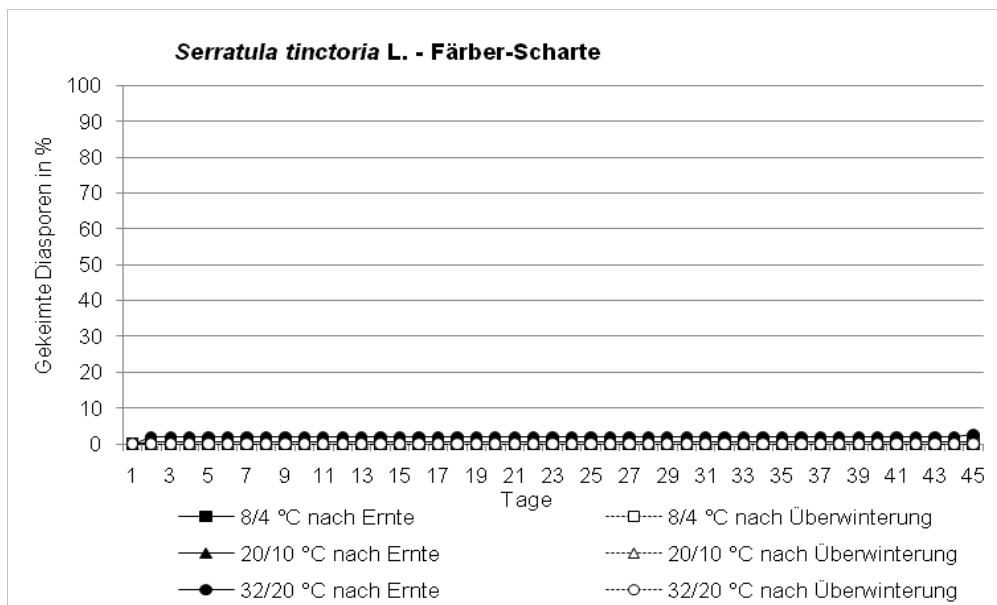 Serratula tinctoria L. - Färber-Scharte
Gekeimte Diasporen in %
100
90
80
70
60
50
40
30
20
10
0
1 3 5 7 9 11 13 15 17 19 21 23 25 27 29 31 33 35 37 39 41 43 45
Tage
8/4 °C nach Ernte
8/4 °C nach Überwinterung
20/10 °C nach Ernte
20/10 °C nach Überwinterung
32/20 °C nach Ernte
32/20 °C nach Überwinterung